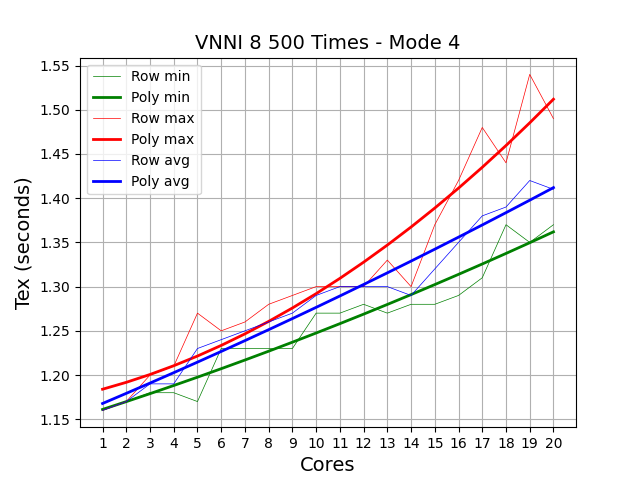 VNNI 8 500 Times - Mode 4
Tex (seconds)
1.55
1.50
1.45
1.40
1.35
1.30
1.25
1.20
1.15
Row min
Poly min
Row max
Poly max
Row avg
Poly avg
1 2 3 4 5 6 7 8 9 10 11 12 13 14 15 16 17 18 19 20
Cores